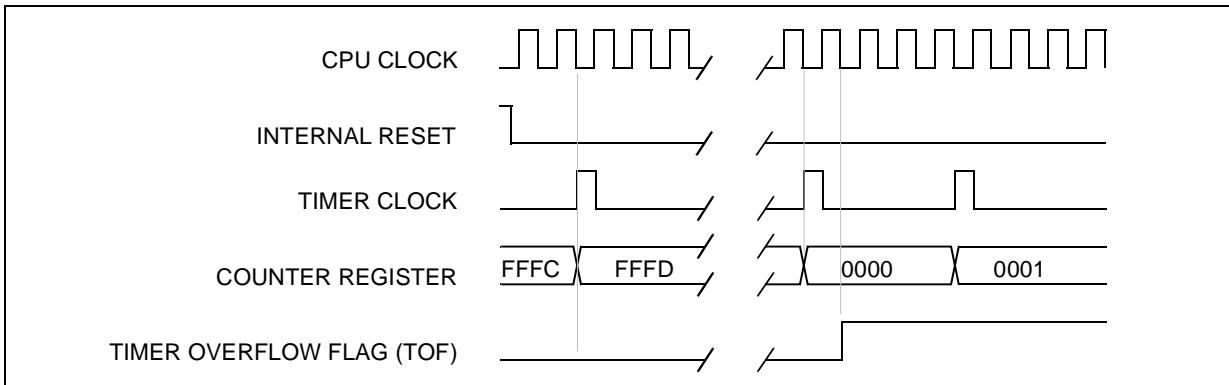 CPU CLOCK
INTERNAL RESET
TIMER CLOCK
COUNTER REGISTER FFFC FFFD 0000 0001
TIMER OVERFLOW FLAG (TOF)